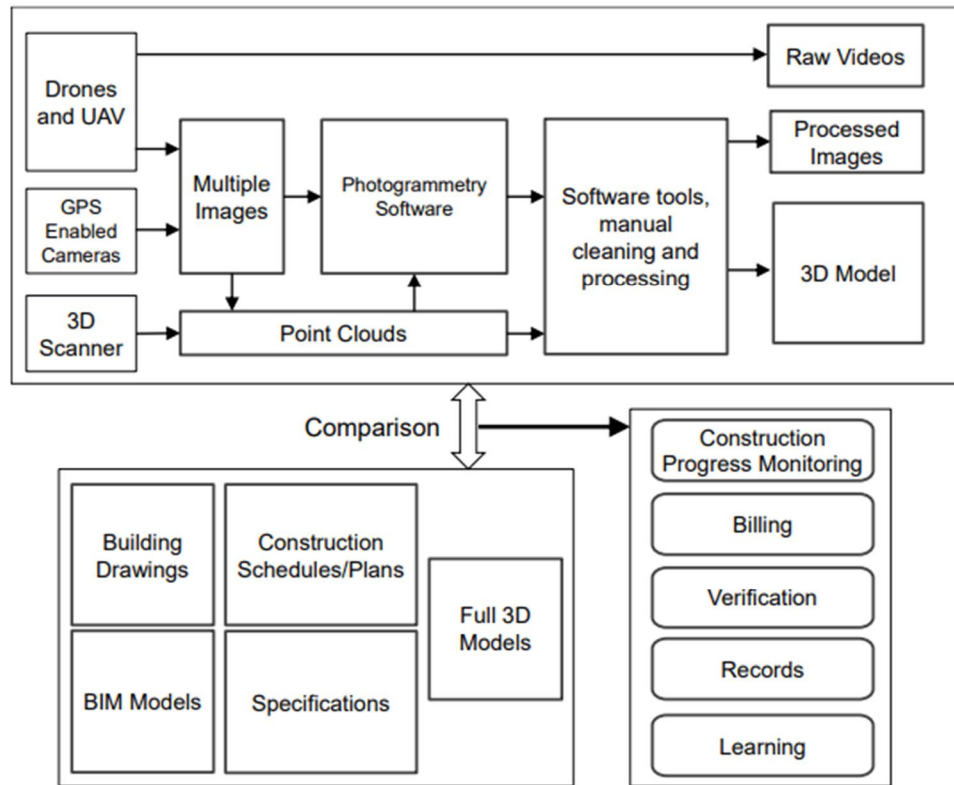 Drones
and UAV
Raw Videos
Multiple
Images
Photogrammetry
Software
Software tools,
manual
cleaning and
processing
Processed
Images
GPS
Enabled
Cameras
3D Model
3D
Scanner
Point Clouds
Comparison
Building
Drawings
Construction
Schedules/Plans
Full 3D
Models
BIM Models
Specifications
Construction
Progress Monitoring
Billing
Verification
Records
Learning